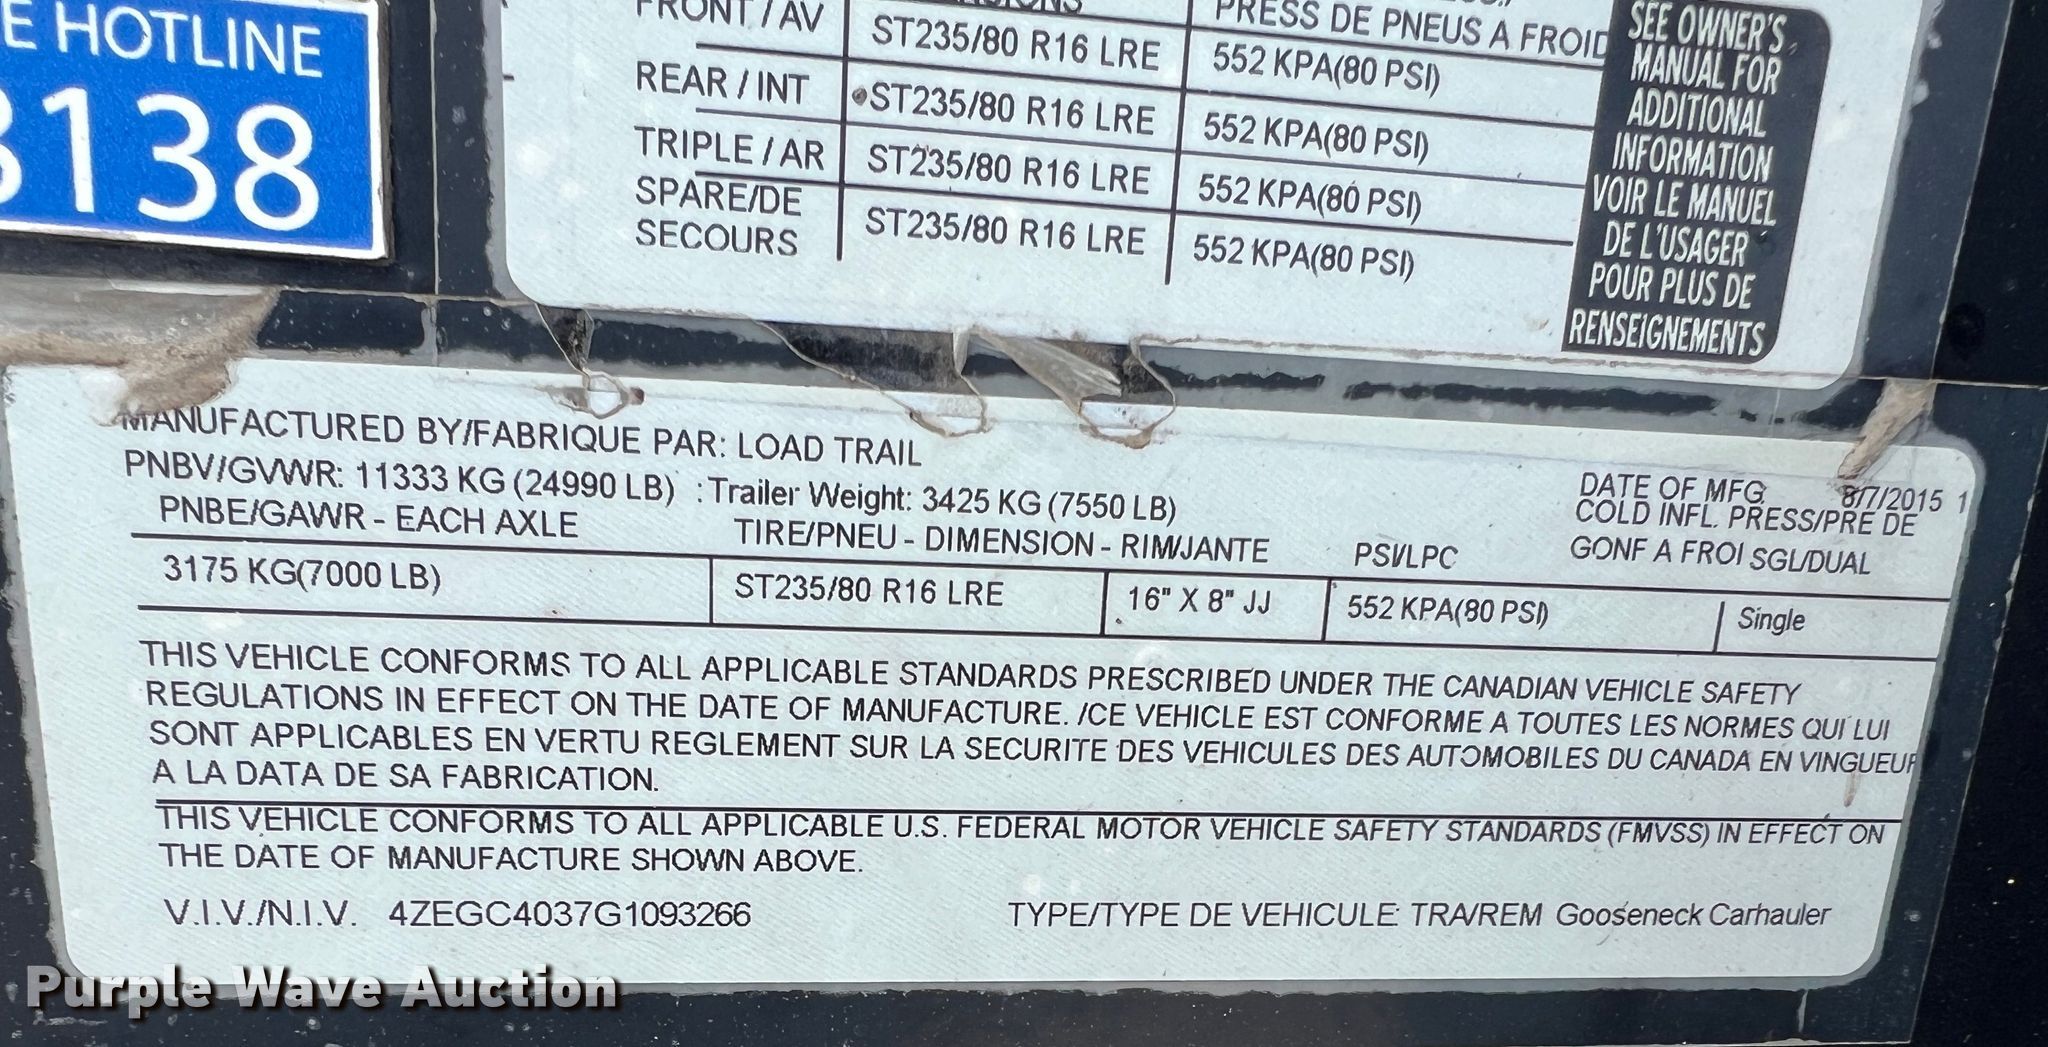 E HOTLINE
3138
FRONT / AV
ST235/80 R16 LRE
PRESS DE PNEUS A FROID
552 KPA(80 PSI)
REAR / INT
ST235/80 R16 LRE
552 KPA(80 PSI)
TRIPLE / AR
ST235/80 R16 LRE
552 KPA(80 PSI)
SPARE/DE
SECOURS
ST235/80 R16 LRE
552 KPA(80 PSI)
SEE OWNER'S
MANUAL FOR
ADDITIONAL
INFORMATION
VOIR LE MANUEL
DE L'USAGER
POUR PLUS DE
RENSEIGNEMENTS
MANUFACTURED BY/FABRIQUE PAR: LOAD TRAIL
PNBV/GVWR: 11333 KG (24990 LB) : Trailer Weight: 3425 KG (7550 LB)
DATE OF MFG 8/7/2015 1
PNBE/GAWR - EACH AXLE TIRE/PNEU - DIMENSION - RIM/JANTE PSI/LPC
COLD INFL. PRESS/PRE DE
GONF A FROI SGL/DUAL
3175 KG(7000 LB) ST235/80 R16 LRE 16" X 8" JJ 552 KPA(80 PSI) Single
THIS VEHICLE CONFORMS TO ALL APPLICABLE STANDARDS PRESCRIBED UNDER THE CANADIAN VEHICLE SAFETY
REGULATIONS IN EFFECT ON THE DATE OF MANUFACTURE. /CE VEHICLE EST CONFORME A TOUTES LES NORMES QUI LUI
SONT APPLICABLES EN VERTU REGLEMENT SUR LA SECURITE DES VEHICULES DES AUTOMOBILES DU CANADA EN VINGUEUR
A LA DATA DE SA FABRICATION.
THIS VEHICLE CONFORMS TO ALL APPLICABLE U.S. FEDERAL MOTOR VEHICLE SAFETY STANDARDS (FMVSS) IN EFFECT ON
THE DATE OF MANUFACTURE SHOWN ABOVE.
V.I.V./N.I.V. 4ZEGC4037G1093266 TYPE/TYPE DE VEHICULE: TRA/REM Gooseneck Carhauler
Purple Wave Auction